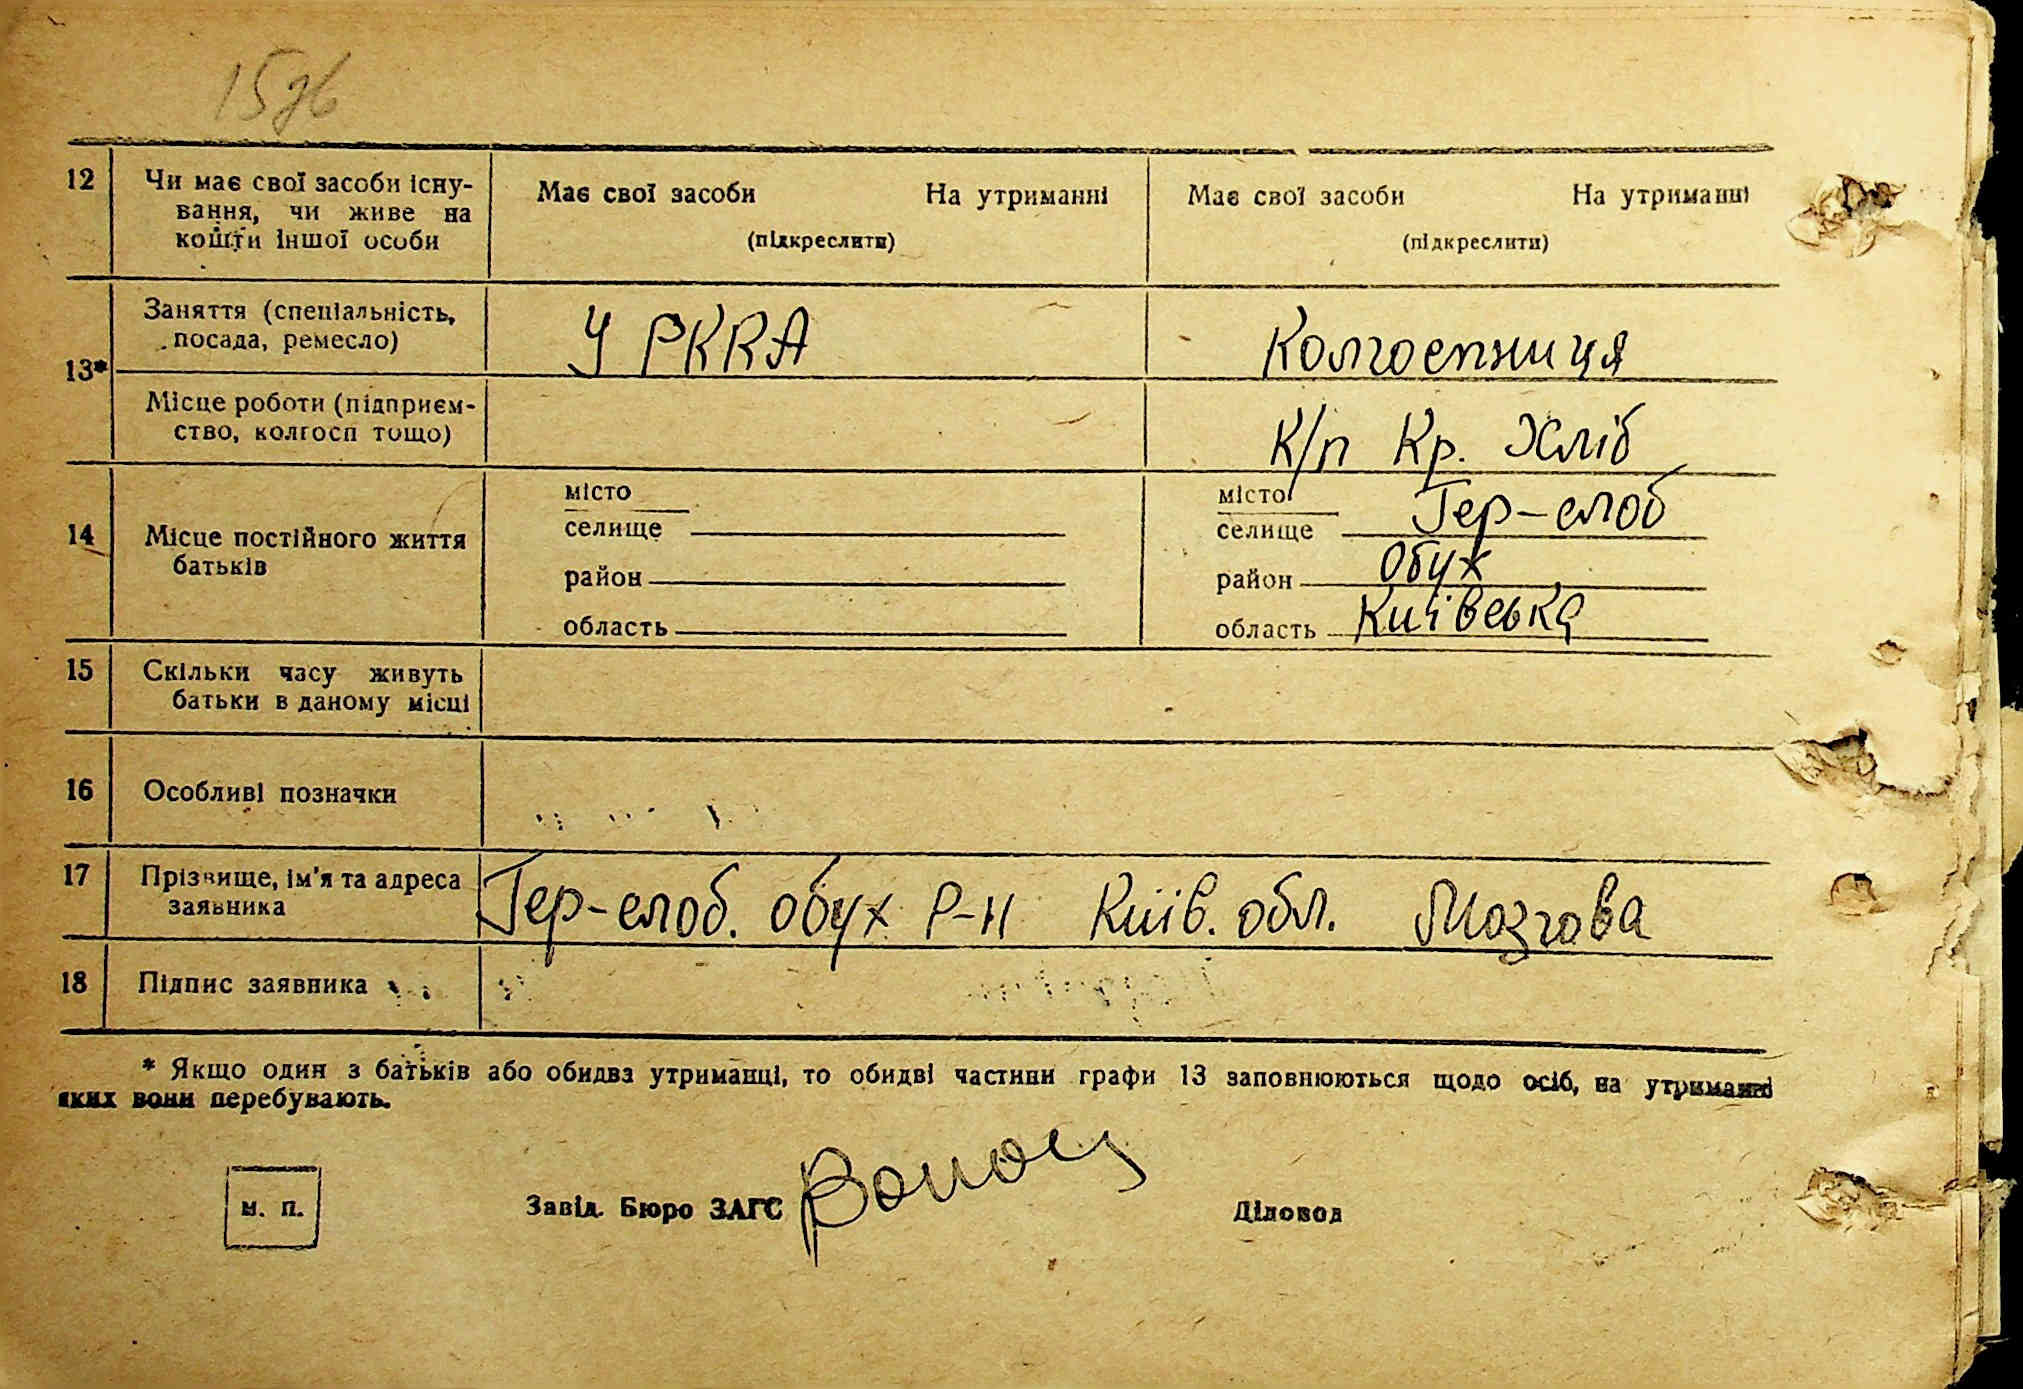 12 Чи має свої засоби існу-
вання, чи живе на
кошти іншої особи
Має свої засоби На утриманні
(підкреслити)
Має свої засоби На утриманні
(підкреслити)
13*
Заняття (спеціальність,
посада, ремесло)
У РККА
Колгоспниця
Місце роботи (підприєм-
ство, колгосп тощо)
К/п Кр. Хліб
14 Місце постійного життя
батьків
місто
селище
район
область
місто
селище Гер-слоб
район Обух
область Київська
15 Скільки часу живуть
батьки в даному місці
16 Особливі позначки
17 Прізвище, ім'я та адреса
заявника
Гер-слоб. Обух Р-н Київ. обл. Мозгова
18 Підпис заявника
* Якщо один з батьків або обидва утриманці, то обидві частини графи 13 заповнюються щодо осіб, на утриманні
яких вони перебувають.
м. п.
Завід. Бюро ЗАГС
Діловод